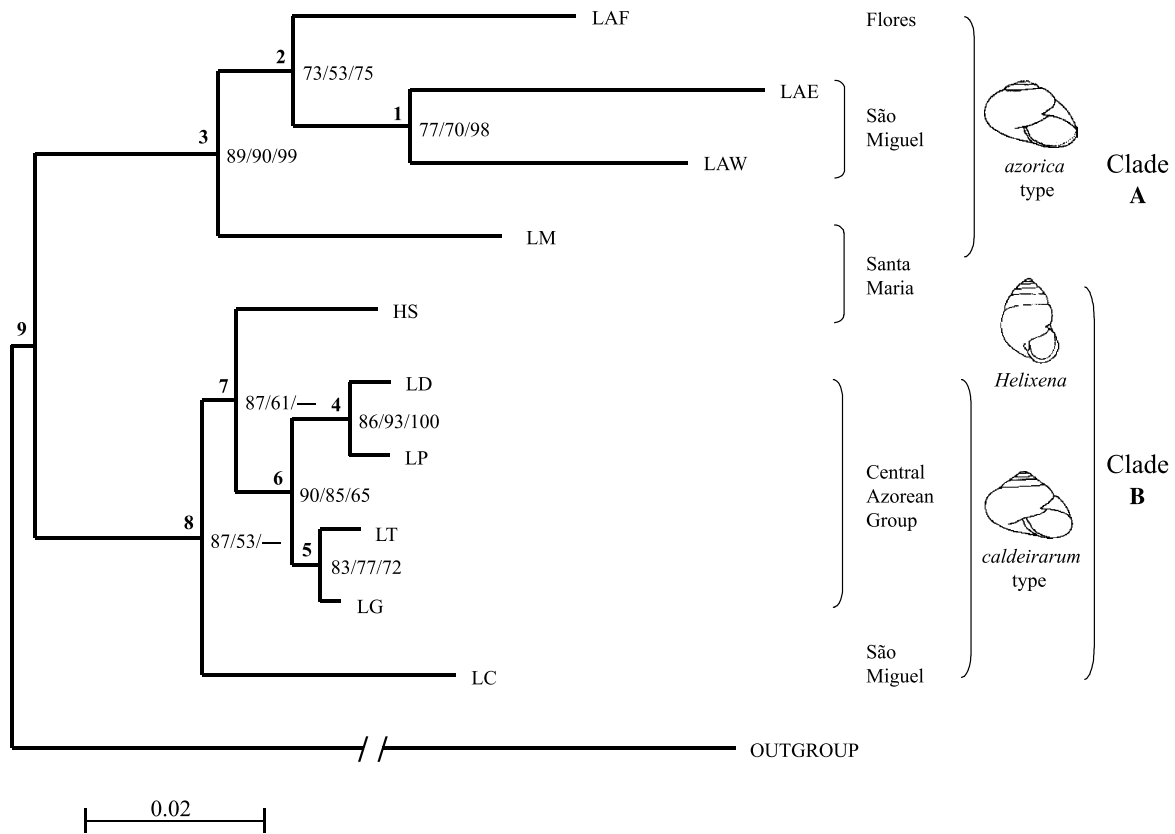 LAF
Flores
2
73/53/75
LAE
1
77/70/98
São
Miguel
3
89/90/99
LAW
azorica
type
Clade
A
LM
Santa
Maria
HS
Helixena
9
7
87/61/—
LD
4
86/93/100
LP
6
90/85/65
Central
Azorean
Group
Clade
B
8
87/53/—
LT
5
83/77/72
LG
caldeirarum
type
LC
São
Miguel
OUTGROUP
0.02